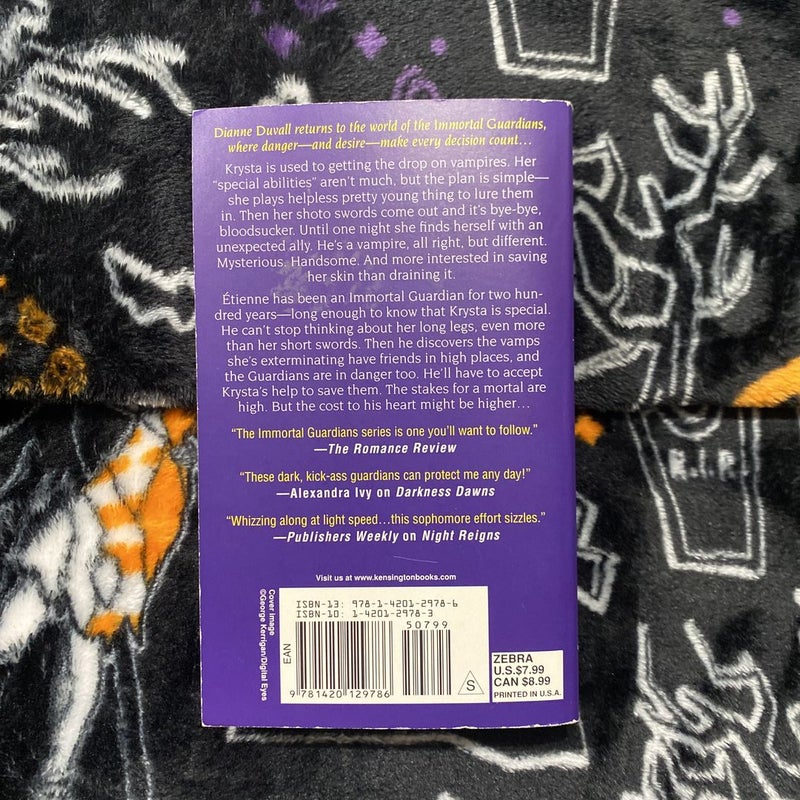 Dianne Duvall returns to the world of the Immortal Guardians,
where danger—and desire—make every decision count…
Krysta is used to getting the drop on vampires. Her
"special abilities" aren't much, but the plan is simple—
she plays helpless pretty young thing to lure them
in. Then her shoto swords come out and it's bye-bye,
bloodsucker. Until one night she finds herself with an
unexpected ally. He's a vampire, all right, but different.
Mysterious. Handsome. And more interested in saving
her skin than draining it.
Étienne has been an Immortal Guardian for two hun-
dred years—long enough to know that Krysta is special.
He can't stop thinking about her long legs, even more
than her short swords. Then he discovers the vamps
she's exterminating have friends in high places, and
the Guardians are in danger too. He'll have to accept
Krysta's help to save them. The stakes for a mortal are
high. But the cost to his heart might be higher…
"The Immortal Guardians series is one you'll want to follow."
—The Romance Review
"These dark, kick-ass guardians can protect me any day!"
—Alexandra Ivy on Darkness Dawns
"Whizzing along at light speed…this sophomore effort sizzles."
—Publishers Weekly on Night Reigns
Visit us at www.kensingtonbooks.com
Cover image
©George Kerrigan/Digital Eyes
ISBN-13: 978-1-4201-2978-6
ISBN-10: 1-4201-2978-3
50799
EAN
9 781420 129786
S
ZEBRA
U.S.$7.99
CAN $8.99
PRINTED IN U.S.A.
R.I.P.